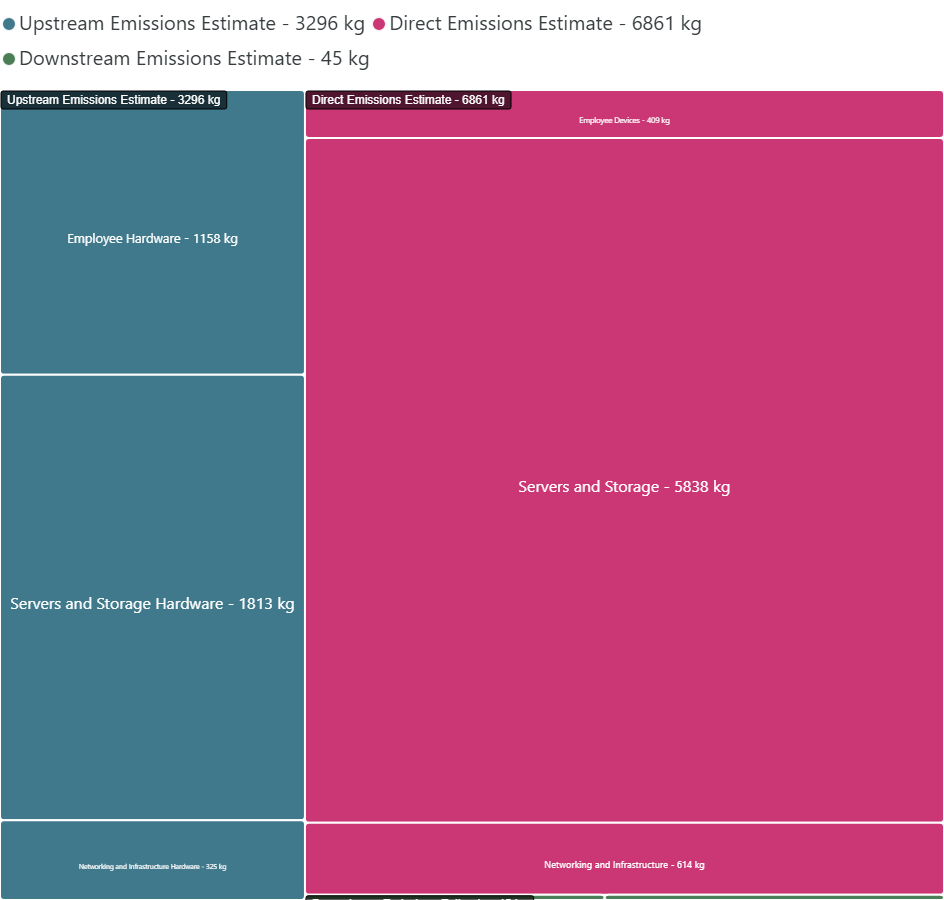 Upstream Emissions Estimate - 3296 kg Direct Emissions Estimate - 6861 kg
Downstream Emissions Estimate - 45 kg
Upstream Emissions Estimate - 3296 kg
Direct Emissions Estimate - 6861 kg
Employee Devices - 409 kg
Employee Hardware - 1158 kg
Servers and Storage - 5838 kg
Servers and Storage Hardware - 1813 kg
Networking and Infrastructure - 614 kg
Networking and Infrastructure Hardware - 325 kg